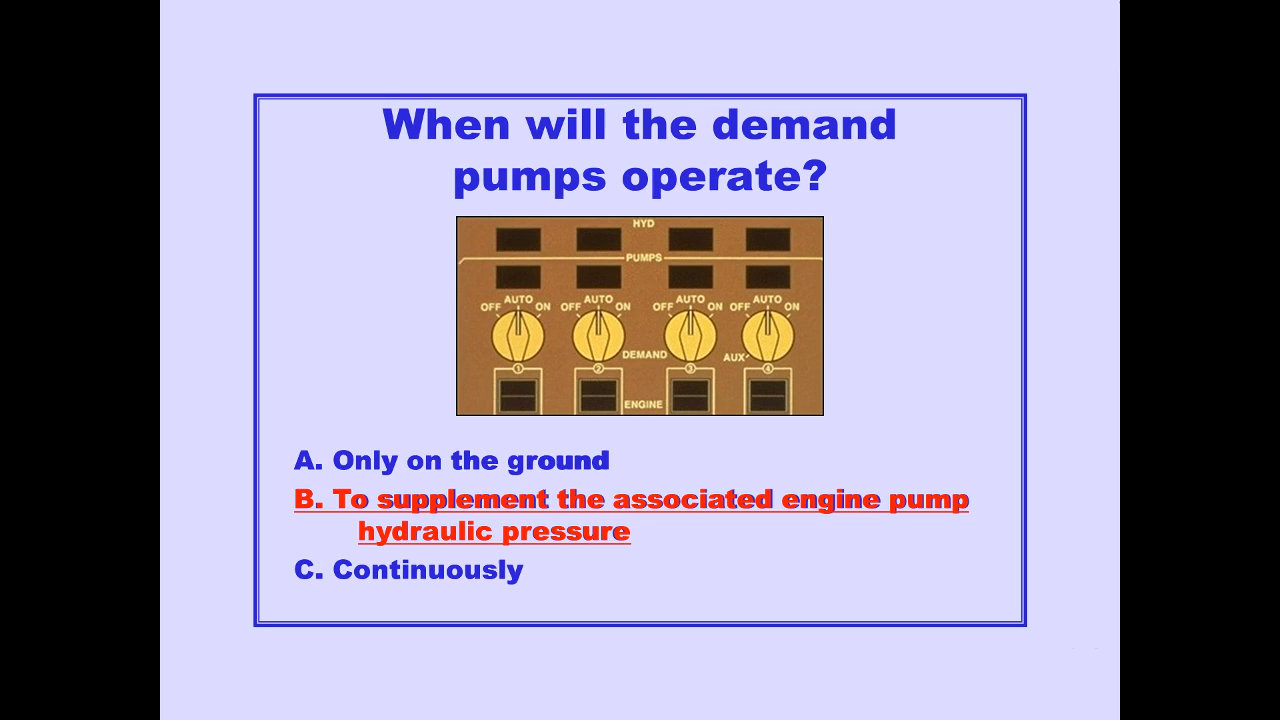 When will the demand
pumps operate?
HYD
PUMPS
OFF AUTO ON OFF AUTO ON OFF AUTO ON OFF AUTO ON
DEMAND AUX
1 2 3 4
ENGINE
A. Only on the ground
B. To supplement the associated engine pump
hydraulic pressure
C. Continuously